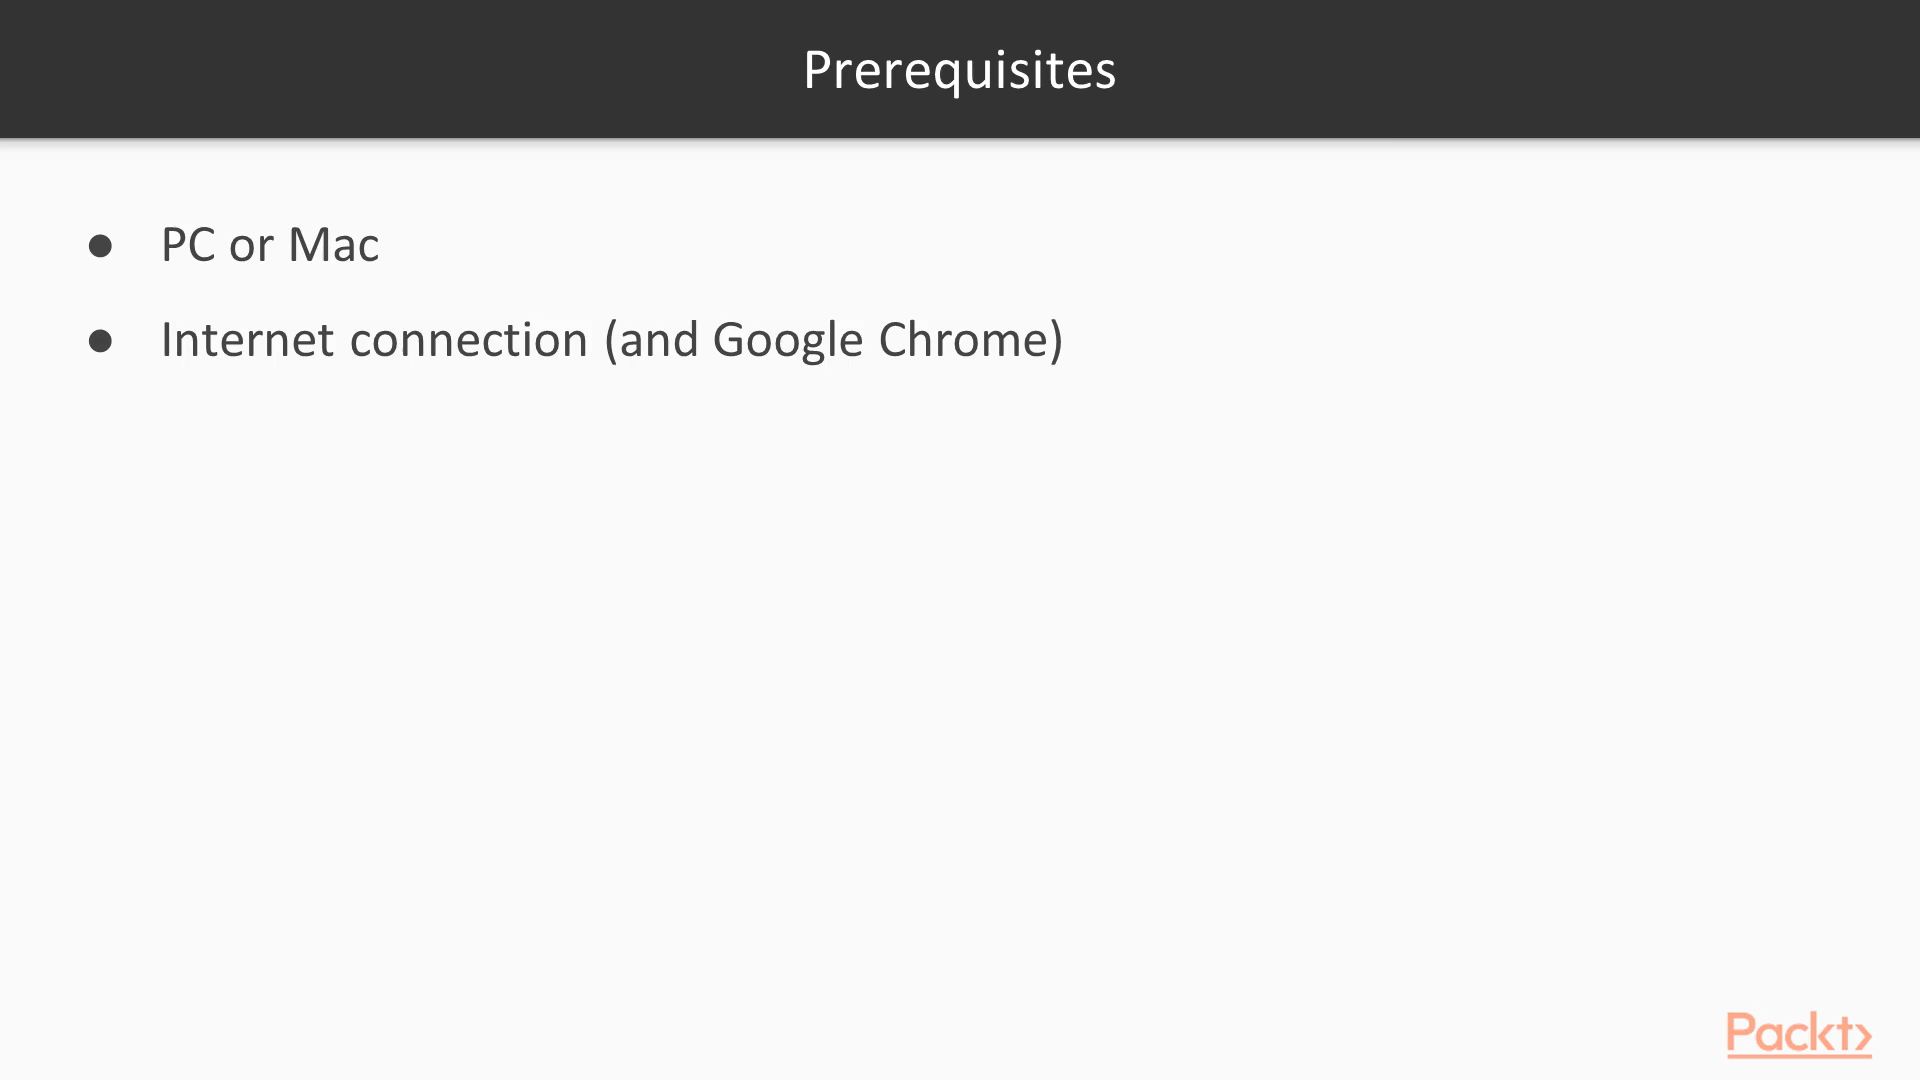 Prerequisites
● PC or Mac
● Internet connection (and Google Chrome)
Packt>